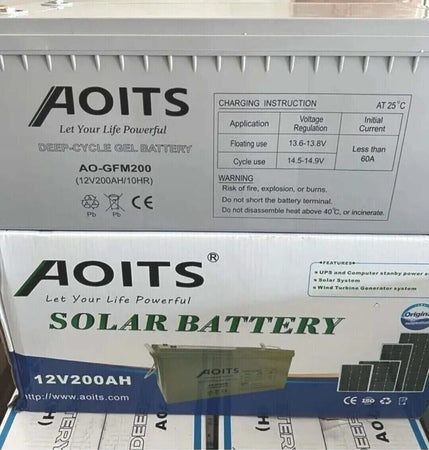 AOITS
Let Your Life Powerful
DEEP-CYCLE GEL BATTERY
AO-GFM200
(12V200AH/10HR)
Pb Pb CE
CHARGING INSTRUCTION AT 25°C
Application Voltage Regulation Initial Current
Floating use 13.6-13.8V Less than 60A
Cycle use 14.5-14.9V
WARNING
Risk of fire, explosion, or burns.
Do not short the battery terminal.
Do not disassemble heat above 40°C, or incinerate.
AOITS®
Let Your Life Powerful
SOLAR BATTERY
FEATURES
UPS and Computer stanby power s
Solar System
Wind Turbine Generator system
Origin
AOITS
12V200AH
http://www.aoits.com
CE ISO